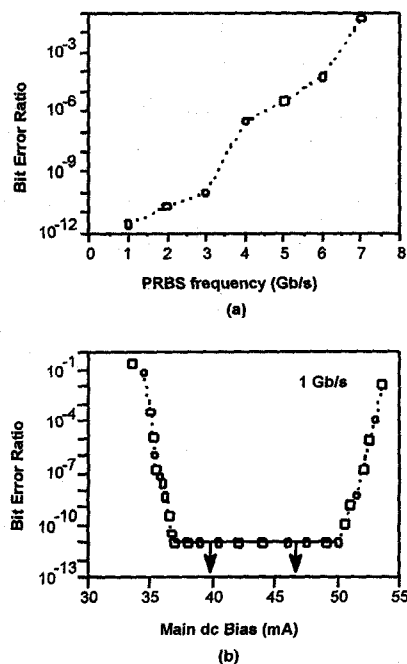 10⁻³
10⁻⁶
10⁻⁹
10⁻¹²
Bit Error Ratio
0 1 2 3 4 5 6 7 8
PRBS frequency (Gb/s)
(a)
10⁻¹
10⁻⁴
10⁻⁷
10⁻¹⁰
10⁻¹³
Bit Error Ratio
1 Gb/s
30 35 40 45 50 55
Main dc Bias (mA)
(b)